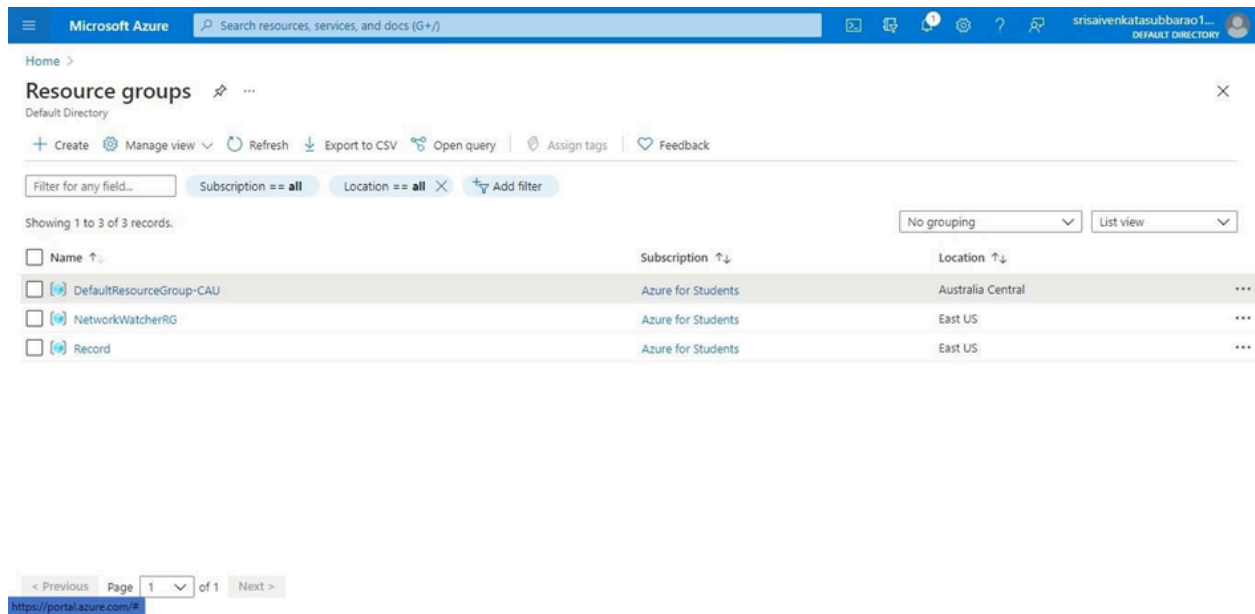 Microsoft Azure Search resources, services, and docs (G+/) 1 srisaivenkatasubbarao1...
DEFAULT DIRECTORY
Home >
Resource groups ...
Default Directory
+ Create Manage view Refresh Export to CSV Open query Assign tags Feedback
Filter for any field... Subscription == all Location == all Add filter
Showing 1 to 3 of 3 records. No grouping List view
Name ↑↓ Subscription ↑↓ Location ↑↓
DefaultResourceGroup-CAU Azure for Students Australia Central ...
NetworkWatcherRG Azure for Students East US ...
Record Azure for Students East US ...
< Previous Page 1 of 1 Next >
https://portal.azure.com/#